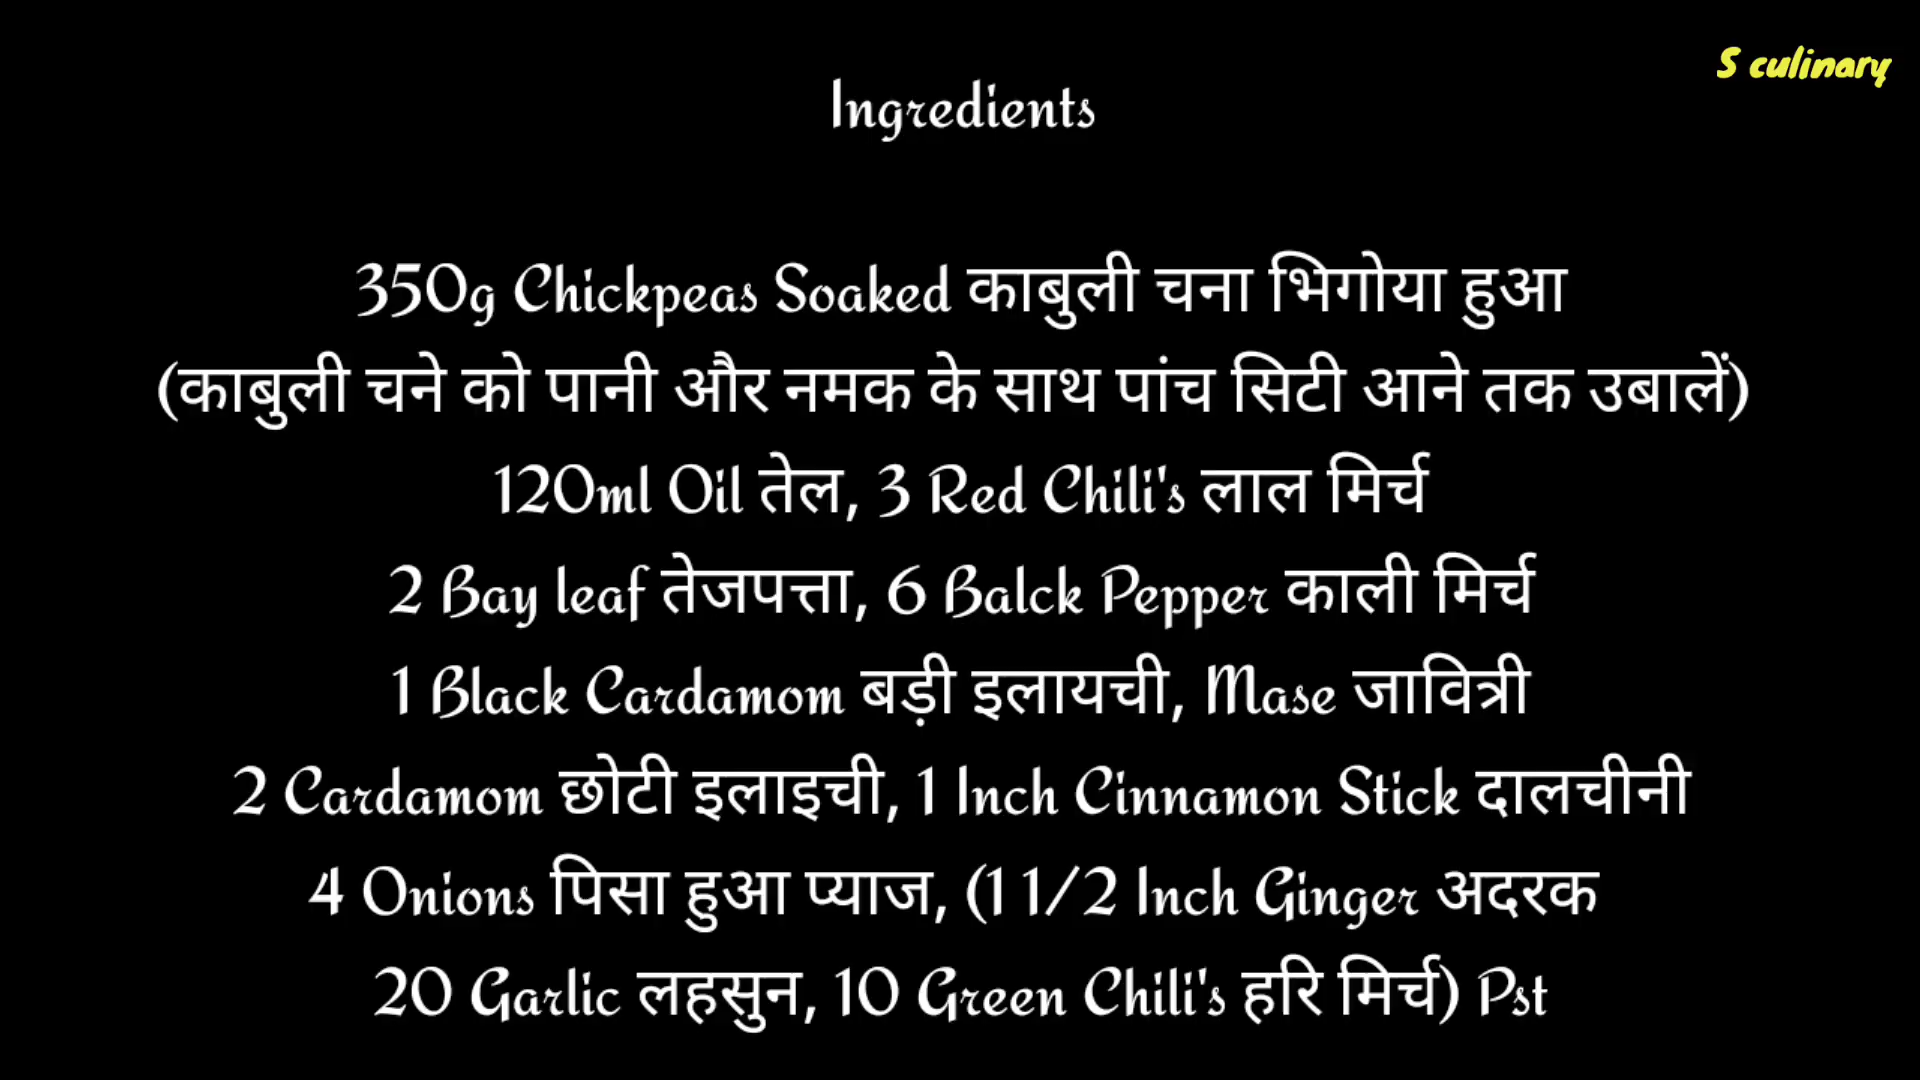 S culinary
Ingredients
350g Chickpeas Soaked काबुली चना भिगोया हुआ
(काबुली चने को पानी और नमक के साथ पांच सिटी आने तक उबालें)
120ml Oil तेल, 3 Red Chili's लाल मिर्च
2 Bay leaf तेजपत्ता, 6 Balck Pepper काली मिर्च
1 Black Cardamom बड़ी इलायची, Mase जावित्री
2 Cardamom छोटी इलाइची, 1 Inch Cinnamon Stick दालचीनी
4 Onions पिसा हुआ प्याज, (1 1/2 Inch Ginger अदरक
20 Garlic लहसुन, 10 Green Chili's हरि मिर्च) Pst